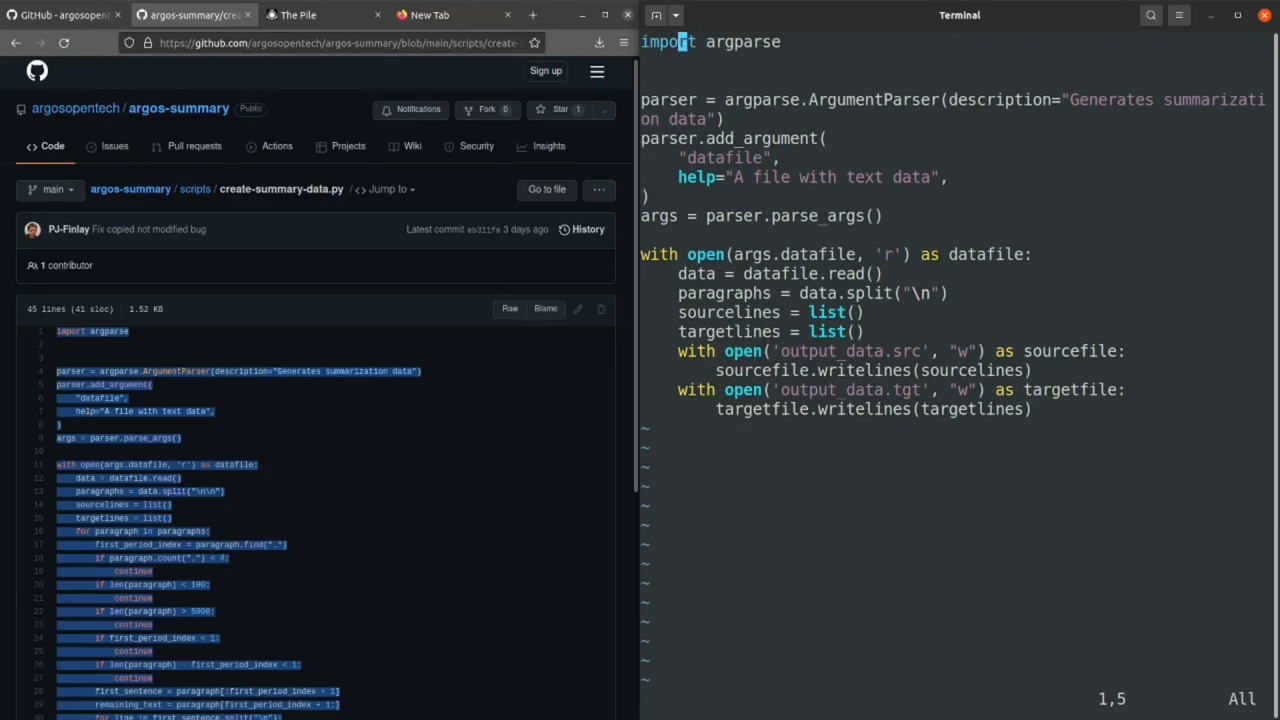 GitHub - argosopentech
argos-summary/cre
The Pile
New Tab
https://github.com/argosopentech/argos-summary/blob/main/scripts/create-
Sign up
argosopentech / argos-summary Public
Notifications Fork 0 Star 1
Code Issues Pull requests Actions Projects Wiki Security Insights
main argos-summary / scripts / create-summary-data.py / <> Jump to Go to file ...
PJ-Finlay Fix copied not modified bug Latest commit eb311fe 3 days ago History
1 contributor
45 lines (41 sloc) 1.52 KB Raw Blame
1 import argparse
2
3
4 parser = argparse.ArgumentParser(description="Generates summarization data")
5 parser.add_argument(
6 "datafile",
7 help="A file with text data",
8 )
9 args = parser.parse_args()
10
11 with open(args.datafile, 'r') as datafile:
12 data = datafile.read()
13 paragraphs = data.split("\n\n")
14 sourcelines = list()
15 targetlines = list()
16 for paragraph in paragraphs:
17 first_period_index = paragraph.find(".")
18 if paragraph.count(".") < 4:
19 continue
20 if len(paragraph) < 100:
21 continue
22 if len(paragraph) > 5000:
23 continue
24 if first_period_index < 1:
25 continue
26 if len(paragraph) - first_period_index < 1:
27 continue
28 first_sentence = paragraph[:first_period_index + 1]
29 remaining_text = paragraph[first_period_index + 1:]
30 for line in first_sentence.split("\n"):
Terminal
import argparse
parser = argparse.ArgumentParser(description="Generates summarizati
on data")
parser.add_argument(
"datafile",
help="A file with text data",
)
args = parser.parse_args()
with open(args.datafile, 'r') as datafile:
data = datafile.read()
paragraphs = data.split("\n")
sourcelines = list()
targetlines = list()
with open('output_data.src', "w") as sourcefile:
sourcefile.writelines(sourcelines)
with open('output_data.tgt', "w") as targetfile:
targetfile.writelines(targetlines)
~
~
~
~
~
~
~
~
~
~
~
~
~
~
1,5 All